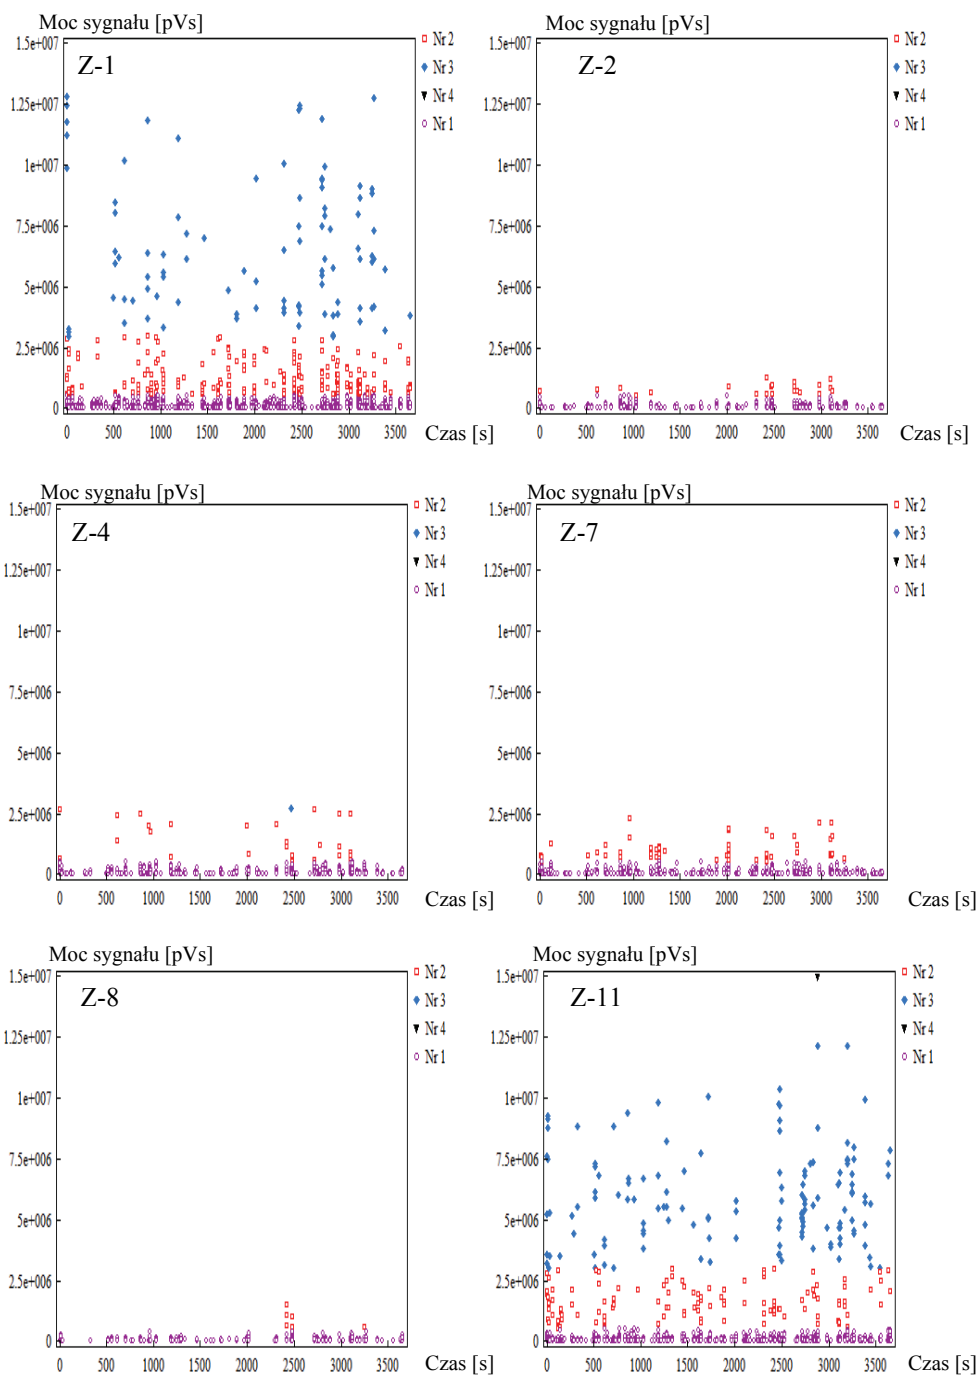 Moc sygnału [pVs]
Z-1
1.5e+007
1.25e+007
1e+007
7.5e+006
5e+006
2.5e+006
0
0 500 1000 1500 2000 2500 3000 3500
Czas [s]
Nr 2
Nr 3
Nr 4
Nr 1
Moc sygnału [pVs]
Z-2
1.5e+007
1.25e+007
1e+007
7.5e+006
5e+006
2.5e+006
0
0 500 1000 1500 2000 2500 3000 3500
Czas [s]
Nr 2
Nr 3
Nr 4
Nr 1
Moc sygnału [pVs]
Z-4
1.5e+007
1.25e+007
1e+007
7.5e+006
5e+006
2.5e+006
0
0 500 1000 1500 2000 2500 3000 3500
Czas [s]
Nr 2
Nr 3
Nr 4
Nr 1
Moc sygnału [pVs]
Z-7
1.5e+007
1.25e+007
1e+007
7.5e+006
5e+006
2.5e+006
0
0 500 1000 1500 2000 2500 3000 3500
Czas [s]
Nr 2
Nr 3
Nr 4
Nr 1
Moc sygnału [pVs]
Z-8
1.5e+007
1.25e+007
1e+007
7.5e+006
5e+006
2.5e+006
0
0 500 1000 1500 2000 2500 3000 3500
Czas [s]
Nr 2
Nr 3
Nr 4
Nr 1
Moc sygnału [pVs]
Z-11
1.5e+007
1.25e+007
1e+007
7.5e+006
5e+006
2.5e+006
0
0 500 1000 1500 2000 2500 3000 3500
Czas [s]
Nr 2
Nr 3
Nr 4
Nr 1